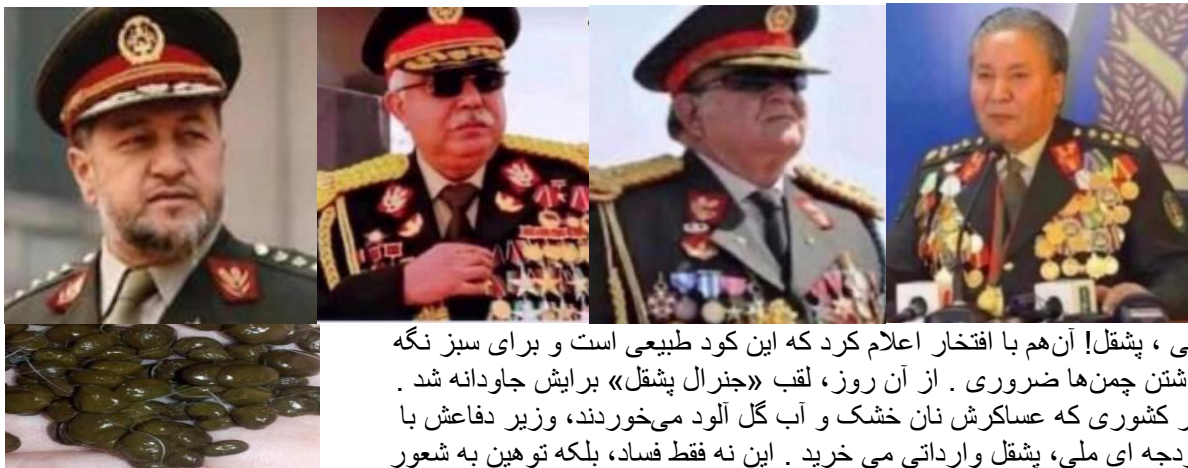 ی ، پشقل! آن‌هم با افتخار اعلام کرد که این کود طبیعی است و برای سبز نگه
شتن چمن‌ها ضروری . از آن روز، لقب «جنرال پشقل» برایش جاودانه شد .
ر کشوری که عساکرش نان خشک و آب گل آلود می‌خوردند، وزیر دفاعش با
دجه ای ملی، پشقل وارداتی می خرید . این نه فقط فساد، بلکه توهین به شعور